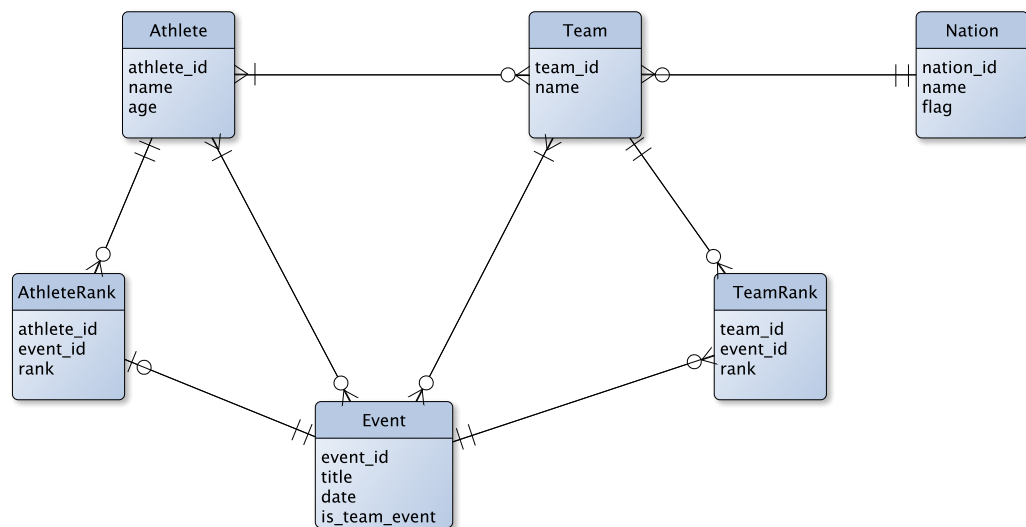 Athlete
athlete_id
name
age
Team
team_id
name
Nation
nation_id
name
flag
AthleteRank
athlete_id
event_id
rank
TeamRank
team_id
event_id
rank
Event
event_id
title
date
is_team_event